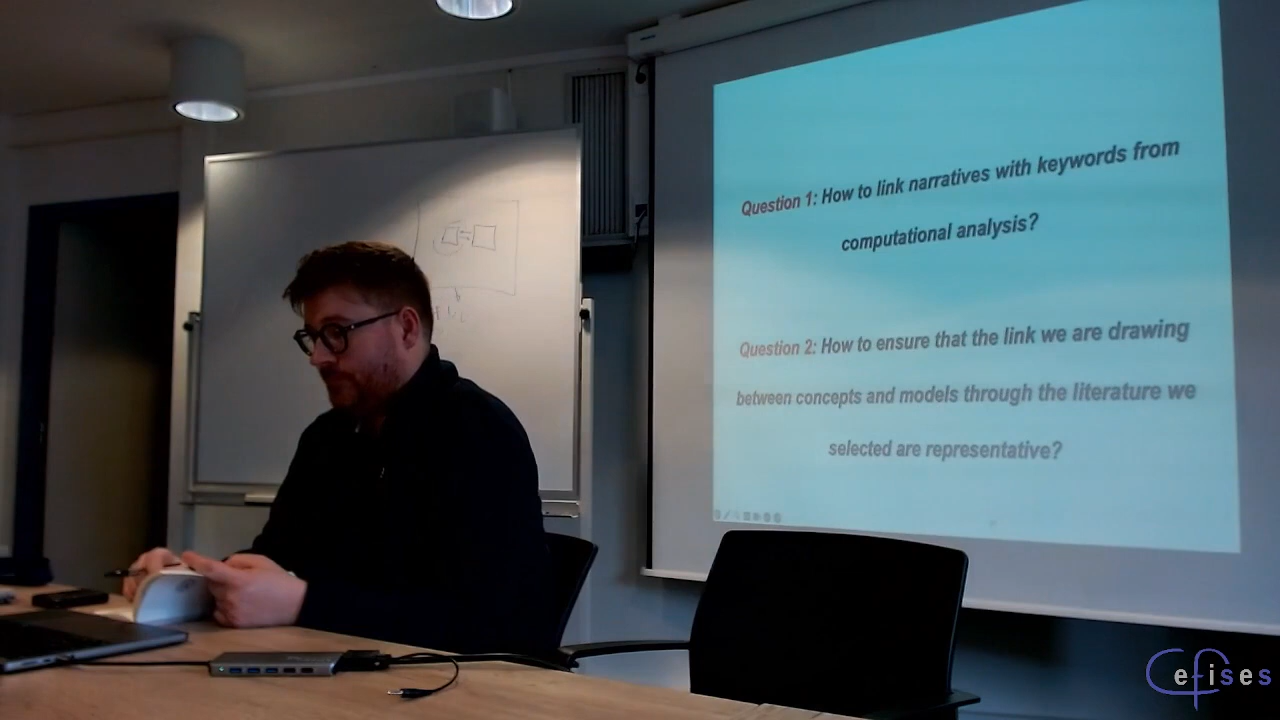 Question 1: How to link narratives with keywords from
computational analysis?
Question 2: How to ensure that the link we are drawing
between concepts and models through the literature we
selected are representative?
Cefises